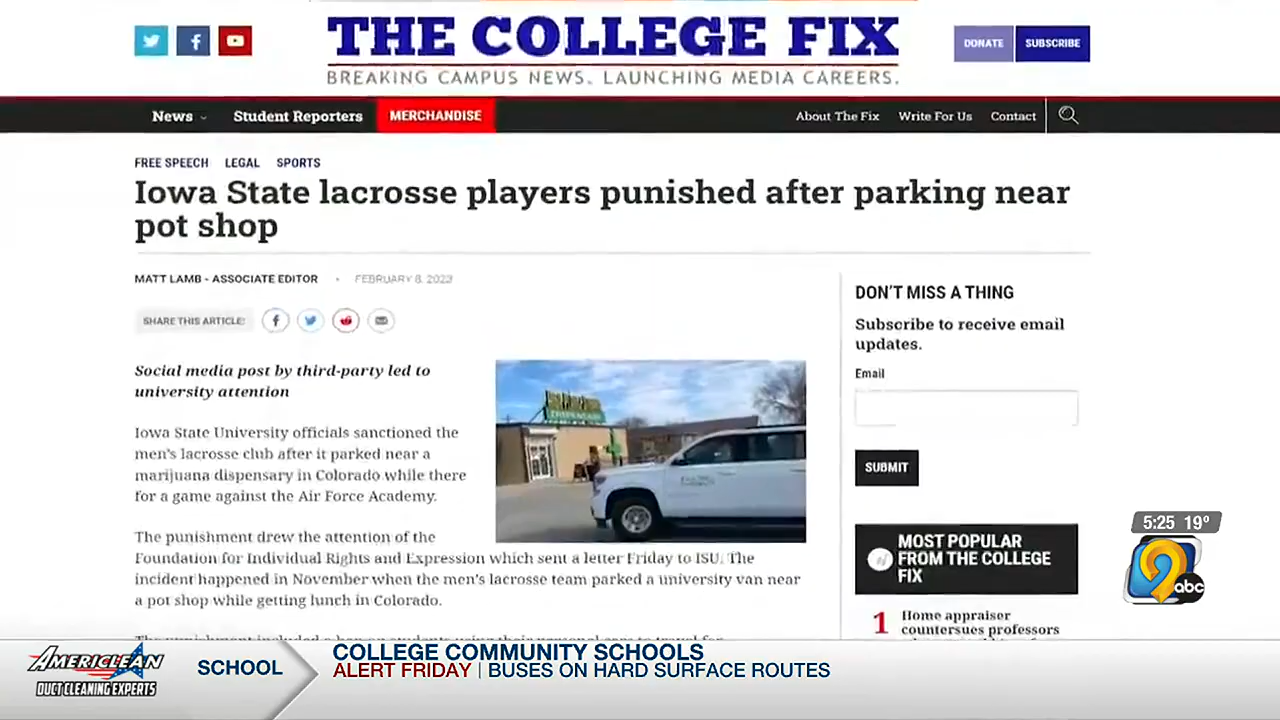 THE COLLEGE FIX
BREAKING CAMPUS NEWS. LAUNCHING MEDIA CAREERS.
DONATE
SUBSCRIBE
News
Student Reporters
MERCHANDISE
About The Fix
Write For Us
Contact
FREE SPEECH LEGAL SPORTS
Iowa State lacrosse players punished after parking near
pot shop
MATT LAMB - ASSOCIATE EDITOR • FEBRUARY 8, 2023
SHARE THIS ARTICLE:
Social media post by third-party led to
university attention
Iowa State University officials sanctioned the
men's lacrosse club after it parked near a
marijuana dispensary in Colorado while there
for a game against the Air Force Academy.
The punishment drew the attention of the
Foundation for Individual Rights and Expression which sent a letter Friday to ISU. The
incident happened in November when the men's lacrosse team parked a university van near
a pot shop while getting lunch in Colorado.
DON'T MISS A THING
Subscribe to receive email
updates.
Email
SUBMIT
MOST POPULAR
FROM THE COLLEGE
FIX
1 Home appraiser
countersues professors
5:25 19°
9
abc
AMERICLEAN
DUCT CLEANING EXPERTS
SCHOOL
COLLEGE COMMUNITY SCHOOLS
ALERT FRIDAY | BUSES ON HARD SURFACE ROUTES